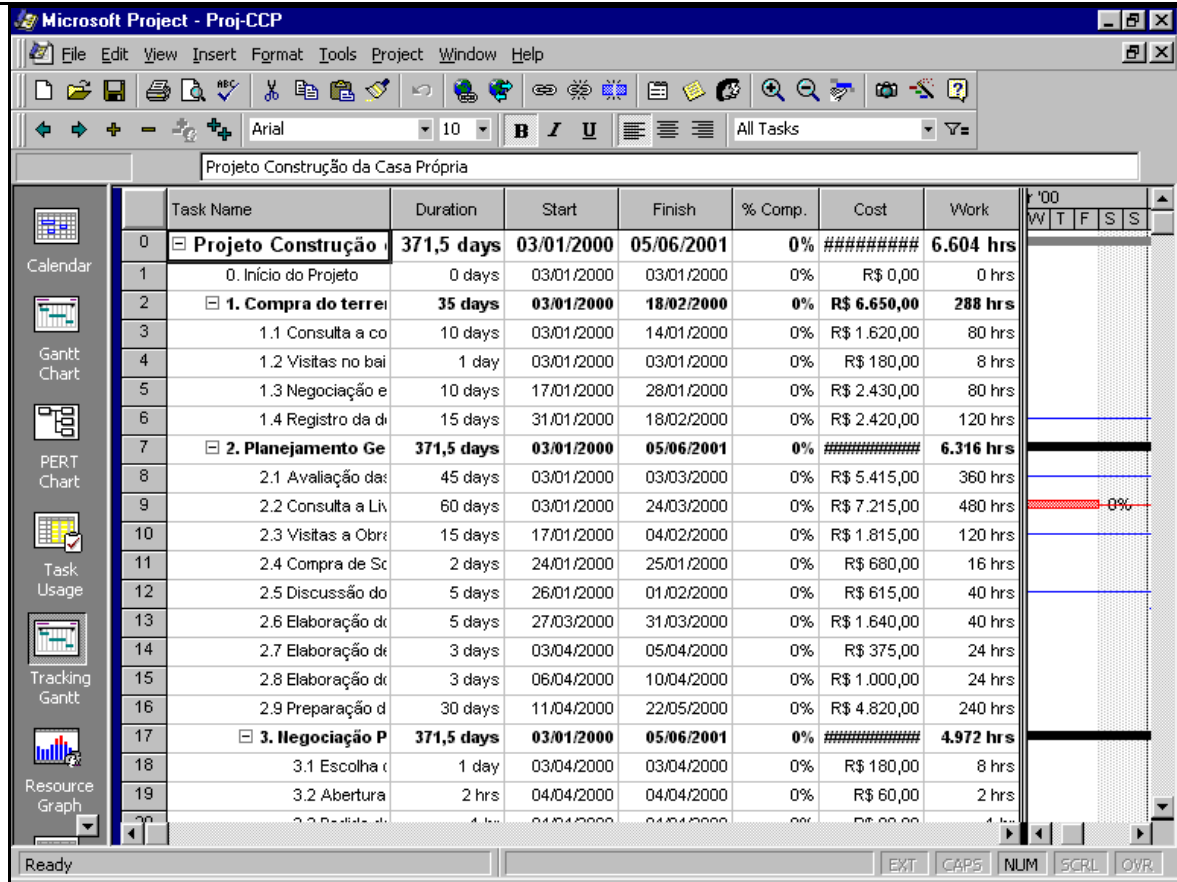 Microsoft Project - Proj-CCP
File Edit View Insert Format Tools Project Window Help
Arial 10 B I U All Tasks
Projeto Construção da Casa Própria
Task Name Duration Start Finish % Comp. Cost Work '00
W T F S S
0 Projeto Construção 371,5 days 03/01/2000 05/06/2001 0% ######### 6.604 hrs
1 0. Início do Projeto 0 days 03/01/2000 03/01/2000 0% R$ 0,00 0 hrs
2 1. Compra do terre 35 days 03/01/2000 18/02/2000 0% R$ 6.650,00 288 hrs
3 1.1 Consulta a co 10 days 03/01/2000 14/01/2000 0% R$ 1.620,00 80 hrs
4 1.2 Visitas no bai 1 day 03/01/2000 03/01/2000 0% R$ 180,00 8 hrs
5 1.3 Negociação e 10 days 17/01/2000 28/01/2000 0% R$ 2.430,00 80 hrs
6 1.4 Registro da d 15 days 31/01/2000 18/02/2000 0% R$ 2.420,00 120 hrs
7 2. Planejamento Ge 371,5 days 03/01/2000 05/06/2001 0% ############ 6.316 hrs
8 2.1 Avaliação das 45 days 03/01/2000 03/03/2000 0% R$ 5.415,00 360 hrs
9 2.2 Consulta a Liv 60 days 03/01/2000 24/03/2000 0% R$ 7.215,00 480 hrs 0%
10 2.3 Visitas a Obra 15 days 17/01/2000 04/02/2000 0% R$ 1.815,00 120 hrs
11 2.4 Compra de So 2 days 24/01/2000 25/01/2000 0% R$ 680,00 16 hrs
12 2.5 Discussão do 5 days 26/01/2000 01/02/2000 0% R$ 615,00 40 hrs
13 2.6 Elaboração d 5 days 27/03/2000 31/03/2000 0% R$ 1.640,00 40 hrs
14 2.7 Elaboração de 3 days 03/04/2000 05/04/2000 0% R$ 375,00 24 hrs
15 2.8 Elaboração d 3 days 06/04/2000 10/04/2000 0% R$ 1.000,00 24 hrs
16 2.9 Preparação d 30 days 11/04/2000 22/05/2000 0% R$ 4.820,00 240 hrs
17 3. Negociação P 371,5 days 03/01/2000 05/06/2001 0% ############ 4.972 hrs
18 3.1 Escolha 1 day 03/04/2000 03/04/2000 0% R$ 180,00 8 hrs
19 3.2 Abertura 2 hrs 04/04/2000 04/04/2000 0% R$ 60,00 2 hrs
Calendar
Gantt
Chart
PERT
Chart
Task
Usage
Tracking
Gantt
Resource
Graph
Ready EXT CAPS NUM SCRL OVR